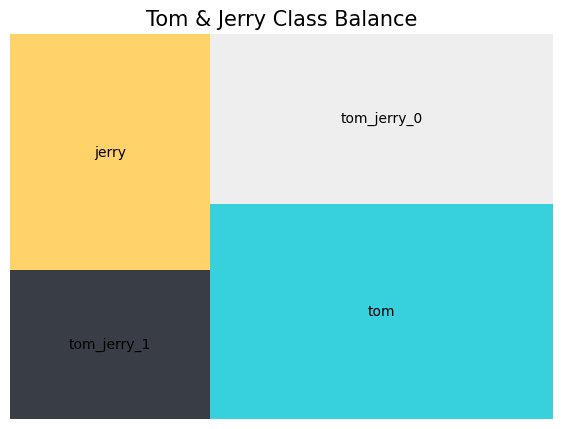 Tom & Jerry Class Balance
jerry
tom_jerry_0
tom
tom_jerry_1